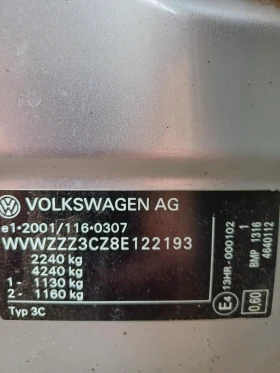 VOLKSWAGEN AG
e1*2001/116*0307
WVWZZZ3CZ8E122193
2240 kg
4240 kg
1 - 1130 kg
2- 1160 kg
Typ 3C
E4
13HR-000102
1
BMP 1316
4640112
0,60